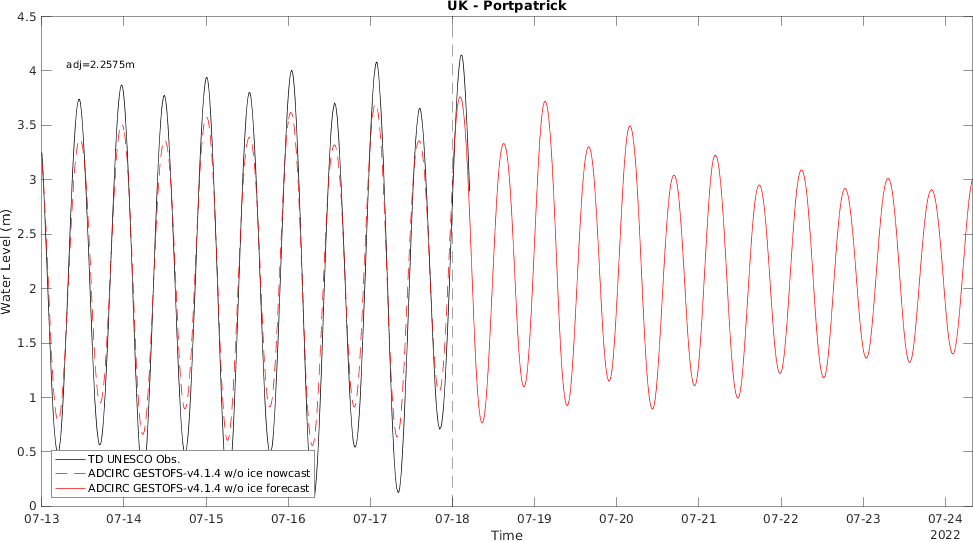 UK - Portpatrick
adj=2.2575m
Water Level (m)
4.5
4
3.5
3
2.5
2
1.5
1
0.5
0
TD UNESCO Obs.
ADCIRC GESTOFS-v4.1.4 w/o ice nowcast
ADCIRC GESTOFS-v4.1.4 w/o ice forecast
07-13 07-14 07-15 07-16 07-17 07-18 07-19 07-20 07-21 07-22 07-23 07-24
Time
2022